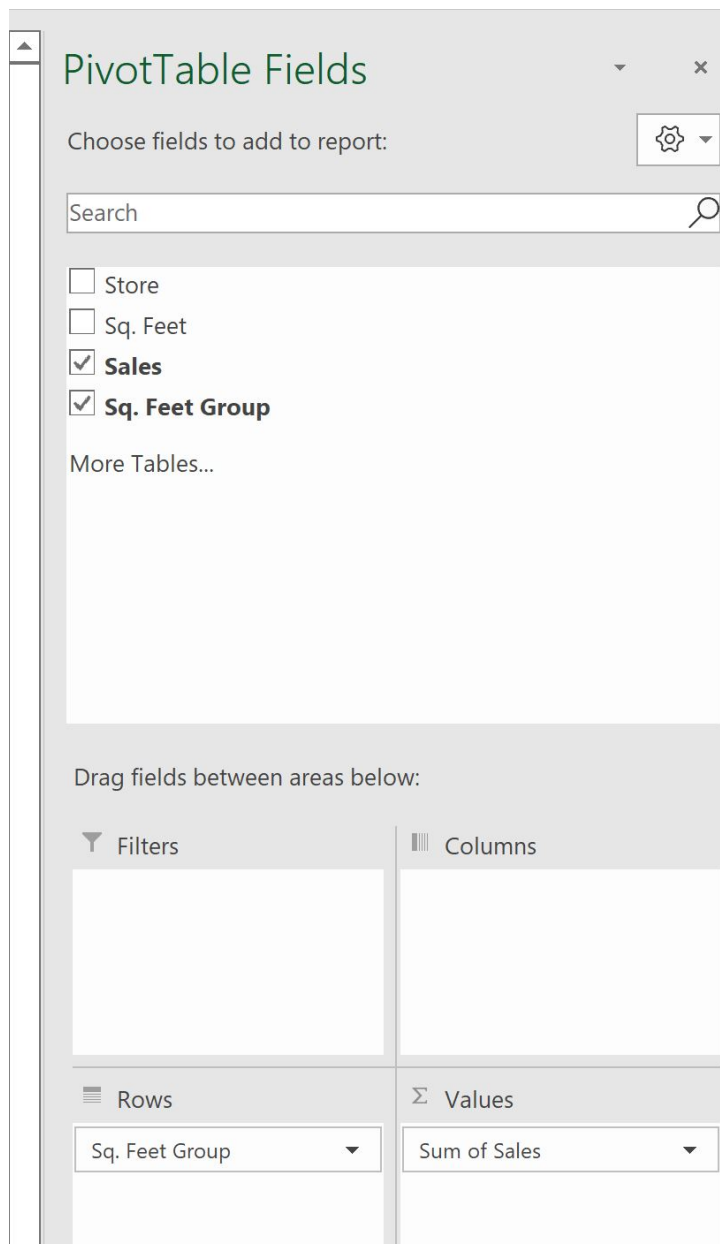 PivotTable Fields
Choose fields to add to report:
Search
Store
Sq. Feet
Sales
Sq. Feet Group
More Tables...
Drag fields between areas below:
Filters
Columns
Rows
Σ Values
Sq. Feet Group
Sum of Sales